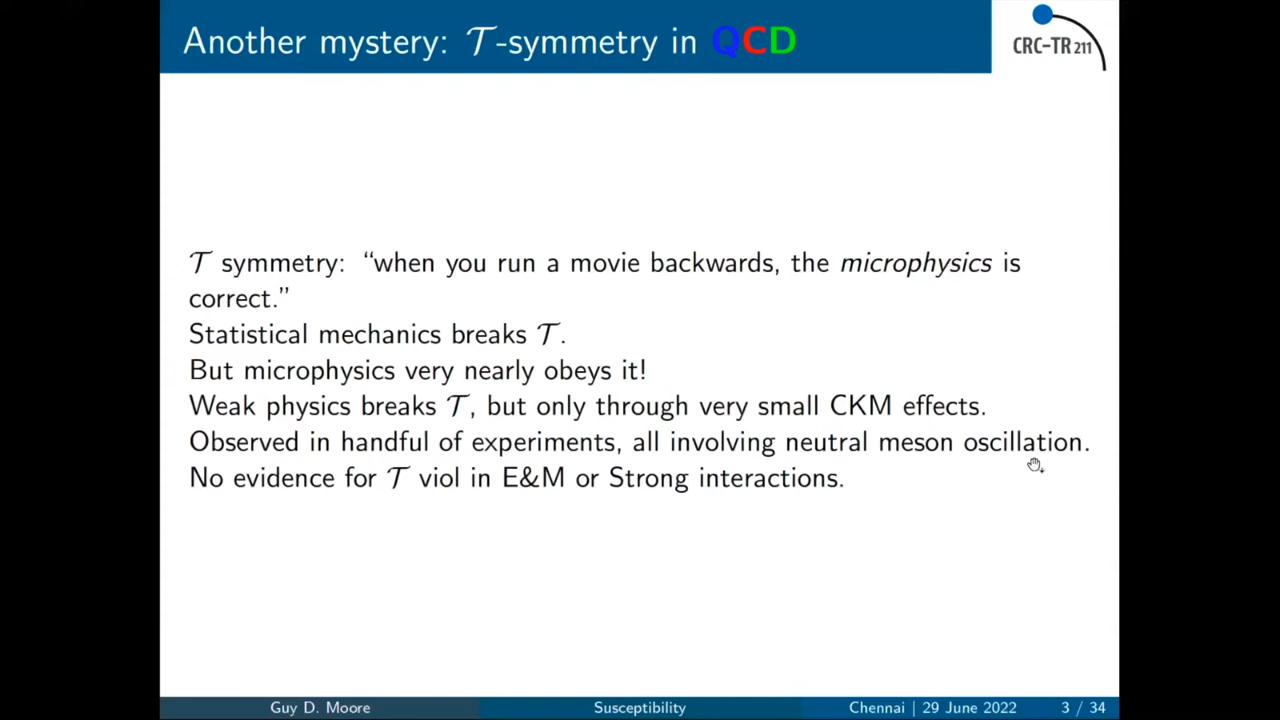 Another mystery: 𝒯-symmetry in QCD
CRC-TR 211
𝒯 symmetry: “when you run a movie backwards, the microphysics is
correct.”
Statistical mechanics breaks 𝒯.
But microphysics very nearly obeys it!
Weak physics breaks 𝒯, but only through very small CKM effects.
Observed in handful of experiments, all involving neutral meson oscillation.
No evidence for 𝒯 viol in E&M or Strong interactions.
Guy D. Moore
Susceptibility
Chennai | 29 June 2022
3 / 34